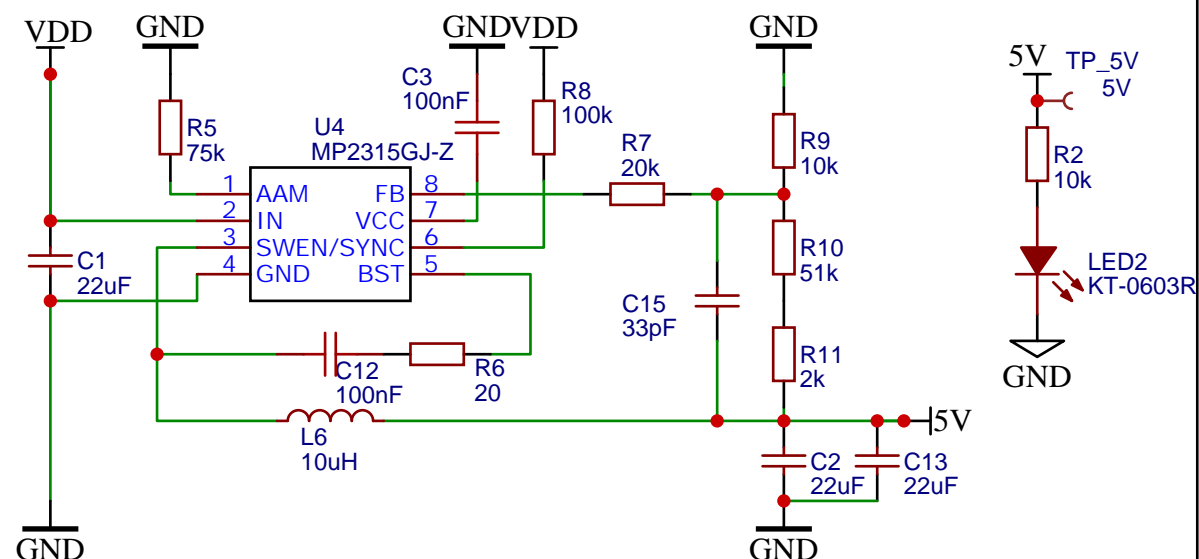 VDD
GND
GND
VDD
GND
5V
TP_5V
5V
C3
100nF
R8
100k
R5
75k
U4
MP2315GJ-Z
R7
20k
R9
10k
R2
10k
1 AAM FB 8
2 IN VCC 7
3 SWEN/SYNC 6
4 GND BST 5
C1
22uF
R10
51k
LED2
KT-0603R
C15
33pF
R11
2k
C12
100nF
R6
20
GND
L6
10uH
5V
C2
22uF
C13
22uF
GND
GND